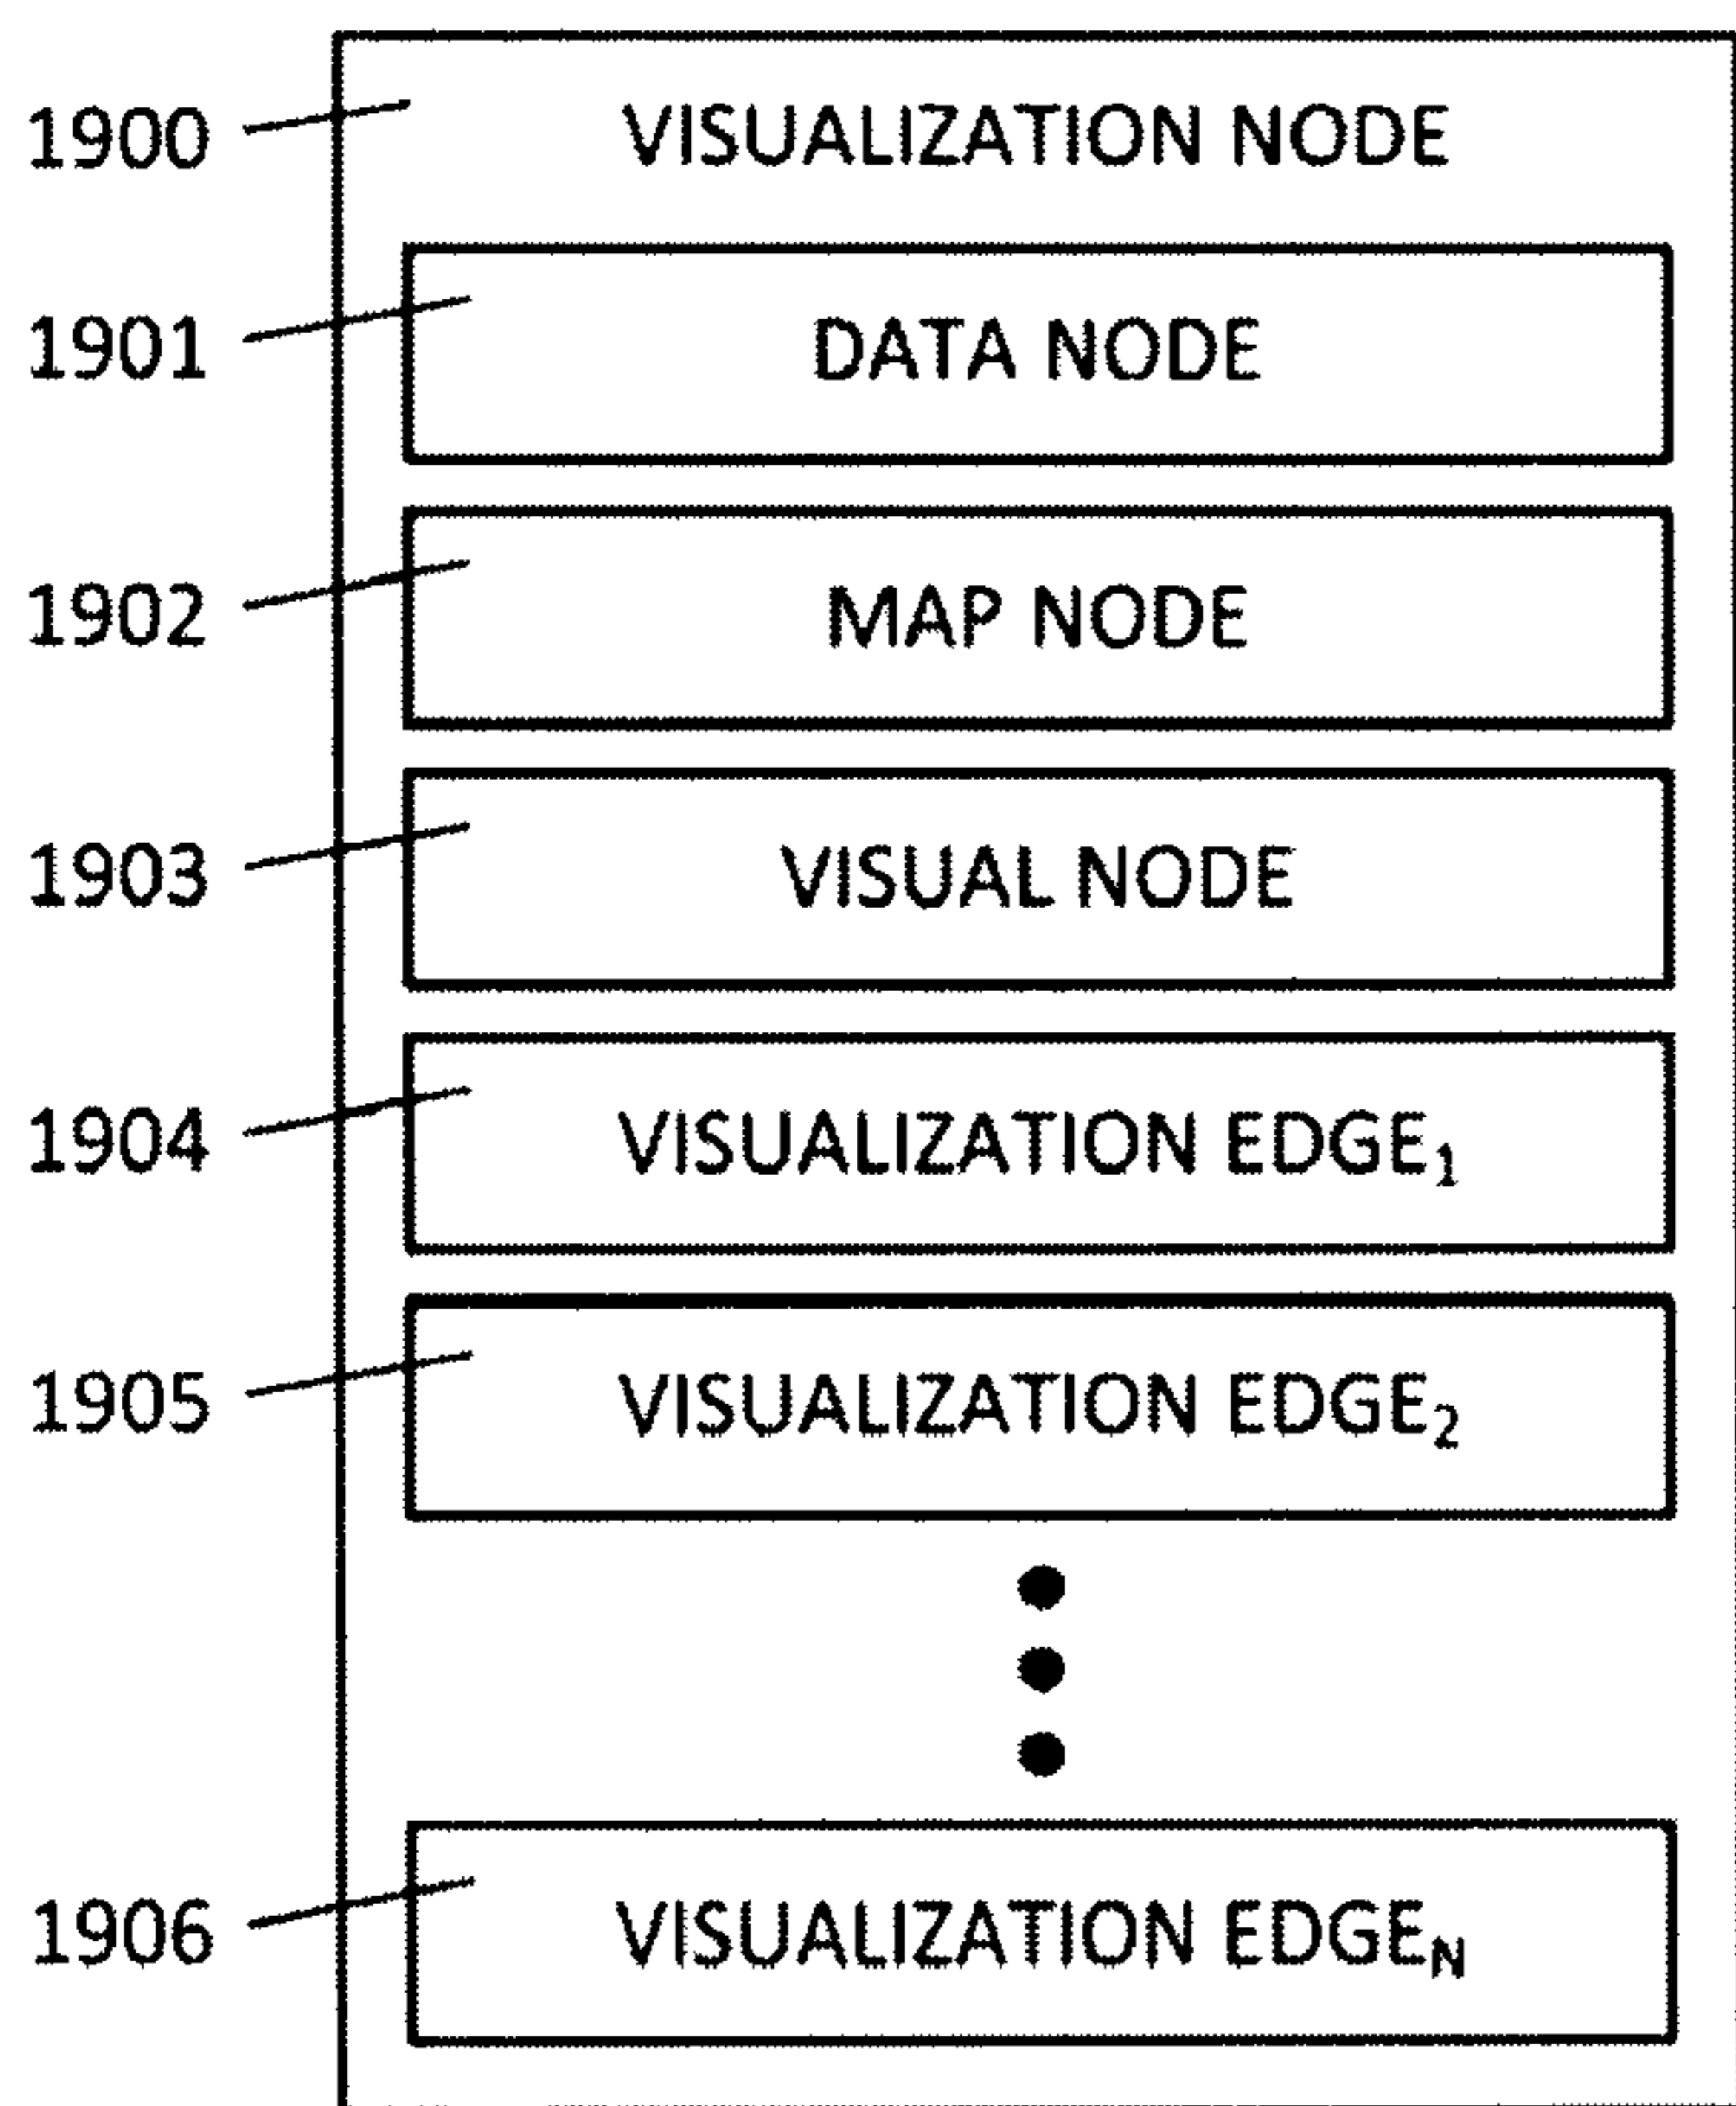 1900 VISUALIZATION NODE
1901 DATA NODE
1902 MAP NODE
1903 VISUAL NODE
1904 VISUALIZATION EDGE₁
1905 VISUALIZATION EDGE₂
1906 VISUALIZATION EDGE_N